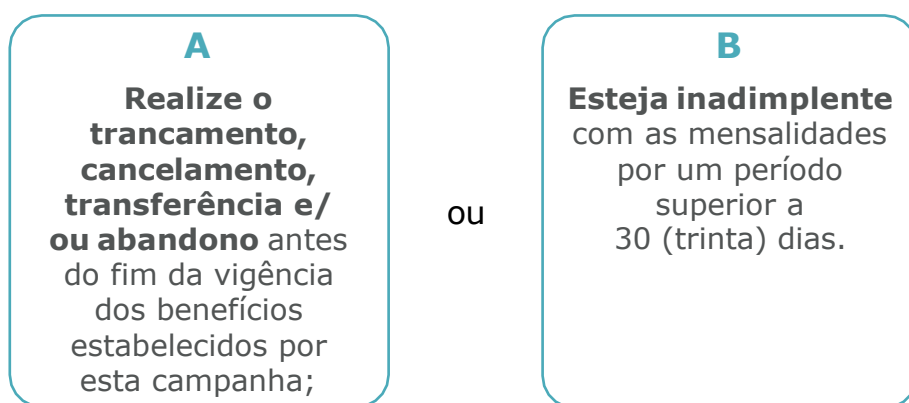 A
Realize o
trancamento,
cancelamento,
transferência e/
ou abandono antes
do fim da vigência
dos benefícios
estabelecidos por
esta campanha;
ou
B
Esteja inadimplente
com as mensalidades
por um período
superior a
30 (trinta) dias.